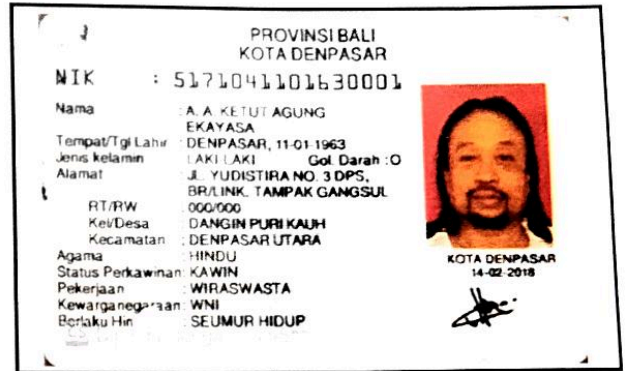 PROVINSI BALI
KOTA DENPASAR
NIK : 5171041101630001
Nama : A. A. KETUT AGUNG
EKAYASA
Tempat/Tgl Lahir : DENPASAR, 11-01-1963
Jenis kelamin : LAKI LAKI Gol. Darah : O
Alamat : JL. YUDISTIRA NO. 3 DPS,
BR/LINK. TAMPAK GANGSUL
RT/RW : 000/000
Kel/Desa : DANGIN PURI KAUH
Kecamatan : DENPASAR UTARA
Agama : HINDU
Status Perkawinan: KAWIN
Pekerjaan : WIRASWASTA
Kewarganegaraan: WNI
Berlaku Hin : SEUMUR HIDUP
KOTA DENPASAR
14-02-2018